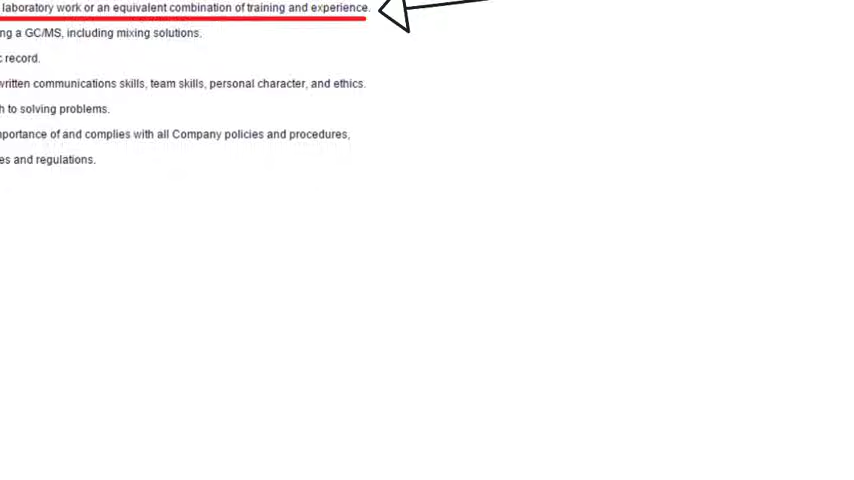 laboratory work or an equivalent combination of training and experience.
ng a GC/MS, including mixing solutions.
c record.
written communications skills, team skills, personal character, and ethics.
h to solving problems.
mportance of and complies with all Company policies and procedures,
es and regulations.